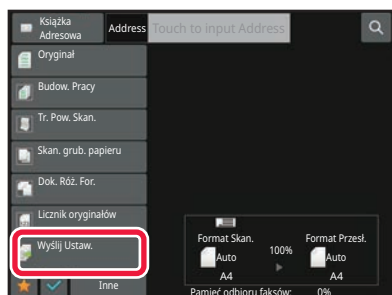 Książka
Adresowa
Address
Touch to input Address
Oryginał
Budow. Pracy
Tr. Pow. Skan.
Skan. grub. papieru
Dok. Róż. For.
Licznik oryginałów
Wyślij Ustaw.
Inne
Format Skan.
100%
Format Przesł.
Auto
Auto
A4
A4
Pamięć odbioru faksów:
0%